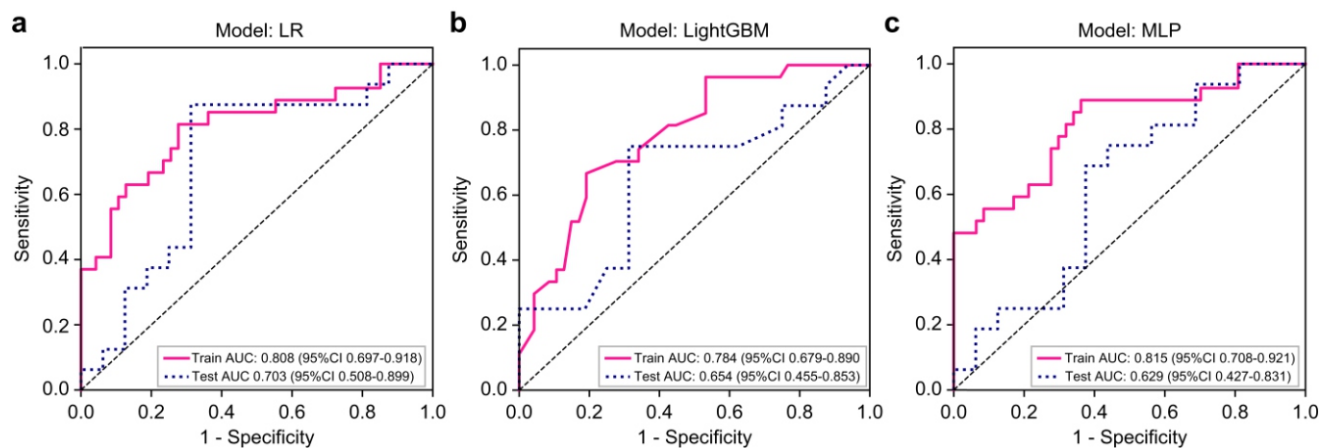 a
Model: LR
Sensitivity
1.0
0.8
0.6
0.4
0.2
0.0
Train AUC: 0.808 (95%CI 0.697-0.918)
Test AUC 0.703 (95%CI 0.508-0.899)
0.0 0.2 0.4 0.6 0.8 1.0
1 - Specificity
b
Model: LightGBM
Sensitivity
1.0
0.8
0.6
0.4
0.2
0.0
Train AUC: 0.784 (95%CI 0.679-0.890
Test AUC: 0.654 (95%CI 0.455-0.853)
0.0 0.2 0.4 0.6 0.8 1.0
1 - Specificity
c
Model: MLP
Sensitivity
1.0
0.8
0.6
0.4
0.2
0.0
Train AUC: 0.815 (95%CI 0.708-0.921)
Test AUC: 0.629 (95%CI 0.427-0.831)
0.0 0.2 0.4 0.6 0.8 1.0
1 - Specificity